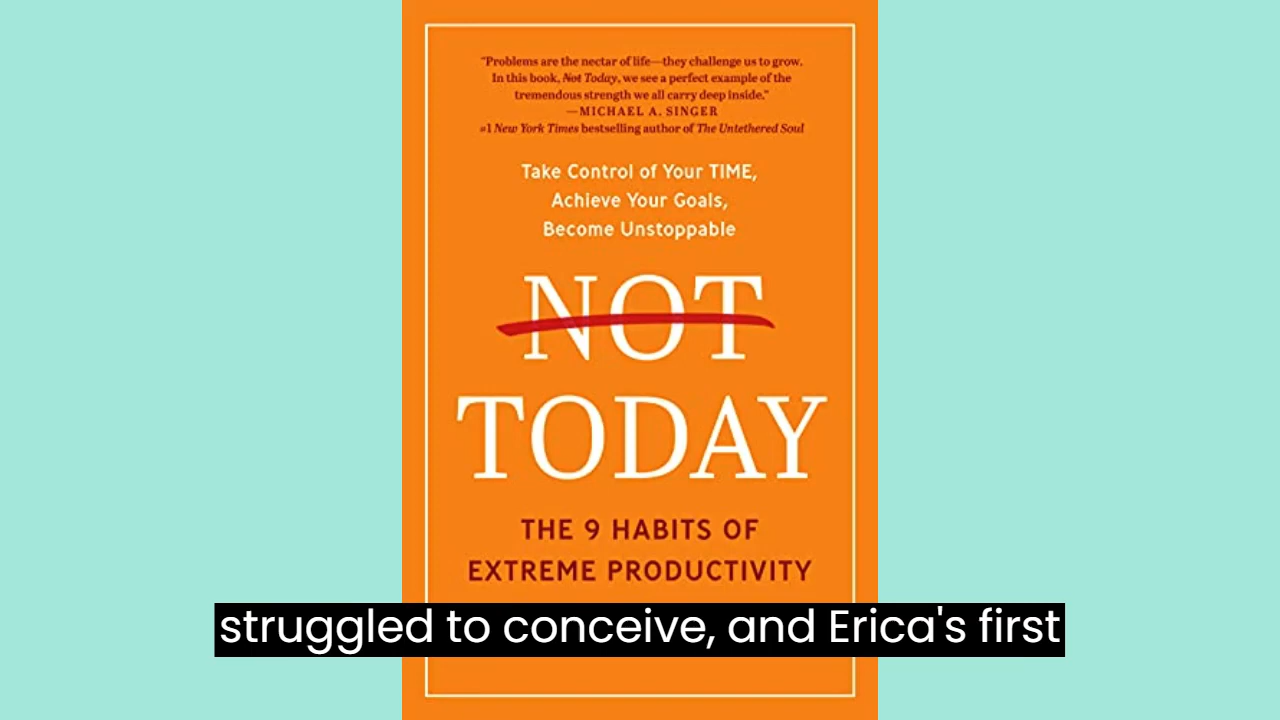 "Problems are the nectar of life—they challenge us to grow.
In this book, Not Today, we see a perfect example of the
tremendous strength we all carry deep inside."
—MICHAEL A. SINGER
#1 New York Times bestselling author of The Untethered Soul
Take Control of Your TIME,
Achieve Your Goals,
Become Unstoppable
NOT
TODAY
THE 9 HABITS OF
EXTREME PRODUCTIVITY
struggled to conceive, and Erica's first